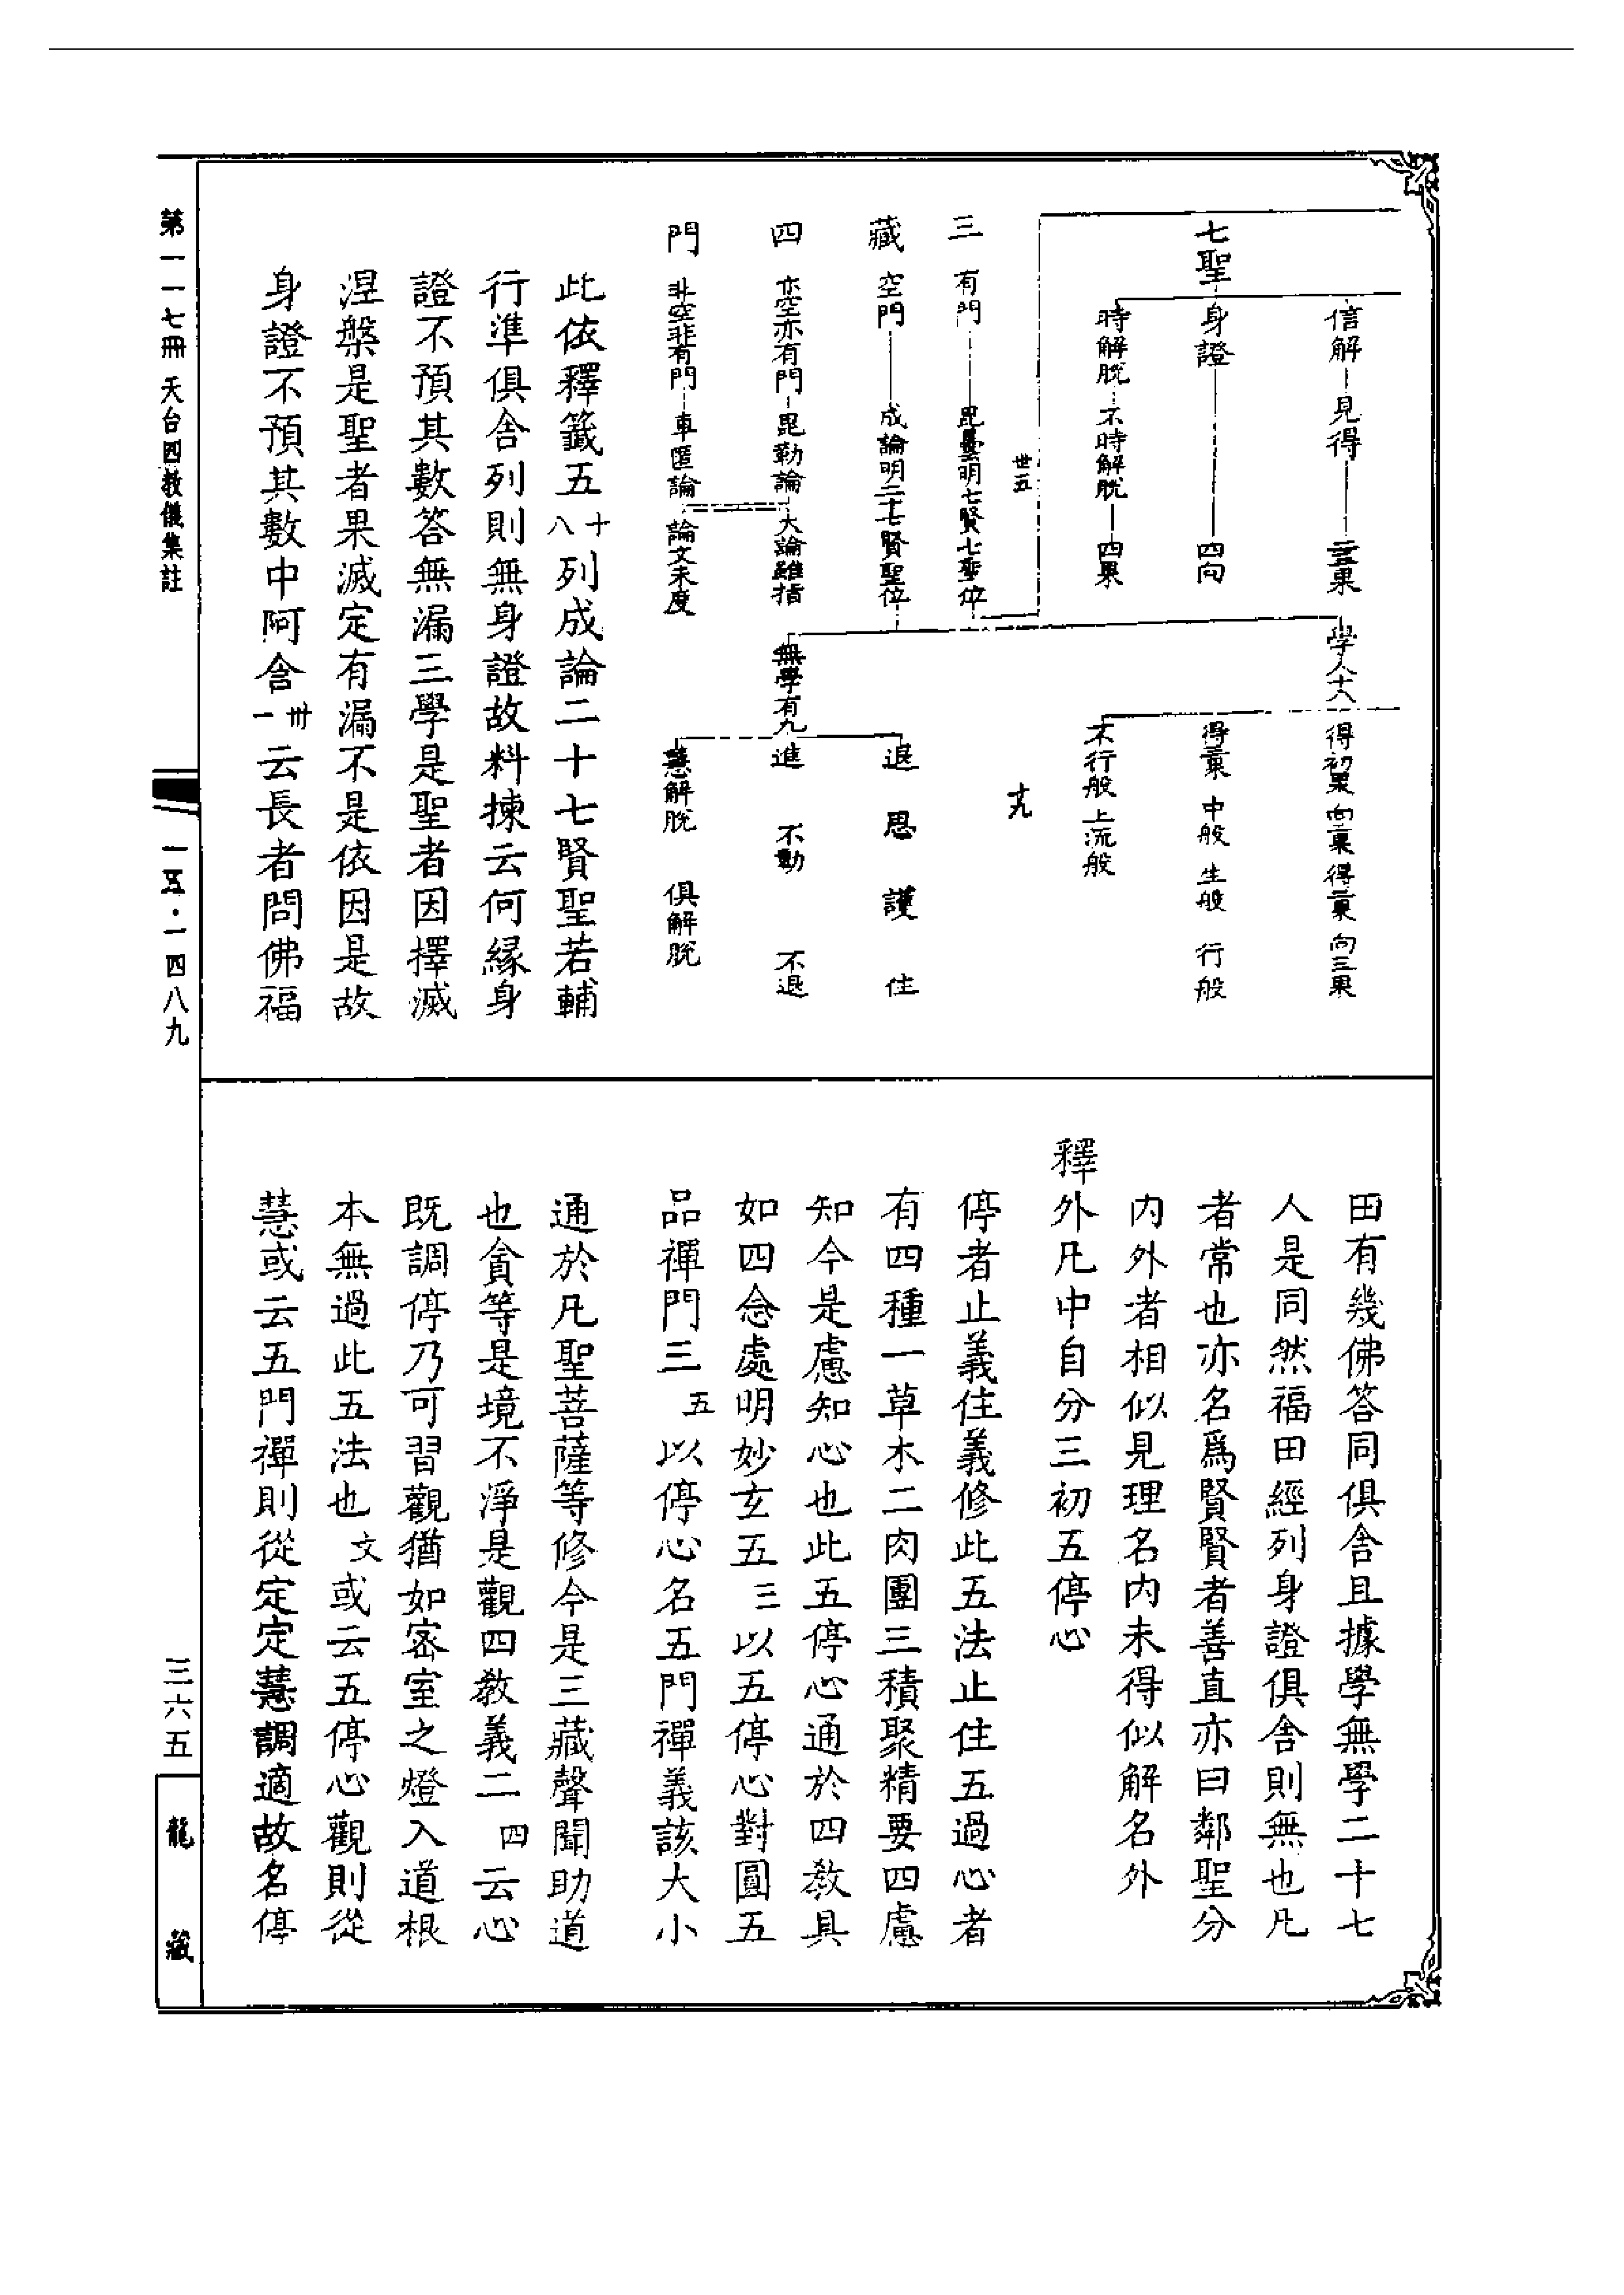 七聖
信解 見得 三二果
身證 四向
時解脫 不時解脫 四果
三藏四門
有門 毘曇明七賢七聖位
空門 成論明二十七賢聖位
亦空亦有門 毘勒論 大論雖指
非空非有門 車匿論 論文未度
世五
學人十八
得初果 向二果 得二果 向三果
得三果 中般 生般 行般
不行般 上流般
十九
無學有九
退 思 護 住
進 不動 不退
慧解脫 俱解脫
此依釋籤五十八列成論二十七賢聖若輔
行準俱舍列則無身證故料揀云何緣身
證不預其數答無漏三學是聖者因擇滅
涅槃是聖者果滅定有漏不是依因是故
身證不預其數中阿含卅一云長者問佛福
田有幾佛答同俱舍且據學無學二十七
人是同然福田經列身證俱舍則無也凡
者常也亦名爲賢賢者善直亦曰鄰聖分
內外者相似見理名內未得似解名外
釋外凡中自分三初五停心
停者止義住義修此五法止住五過心者
有四種一草木二肉團三積聚精要四慮
知今是慮知心也此五停心通於四教具
如四念處明妙玄五三以五停心對圓五
品禪門三五以停心名五門禪義該大小
通於凡聖菩薩等修今是三藏聲聞助道
也貪等是境不淨是觀四教義二四云心
既調停乃可習觀猶如密室之燈入道根
本無過此五法也文或云五停心觀則從
慧或云五門禪則從定定慧調適故名停
第一一七冊 天台四教儀集註
一五·一四八九
三六五
龍藏